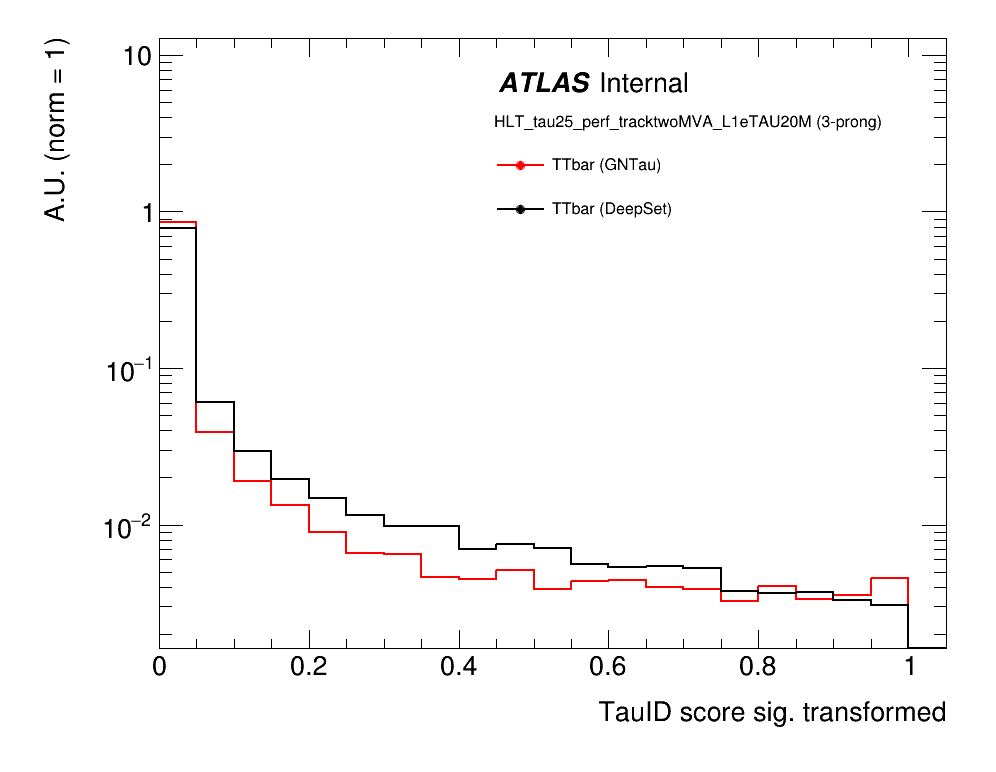 A.U. (norm = 1)
10
1
10⁻¹
10⁻²
ATLAS Internal
HLT_tau25_perf_tracktwoMVA_L1eTAU20M (3-prong)
TTbar (GNTau)
TTbar (DeepSet)
0 0.2 0.4 0.6 0.8 1
TauID score sig. transformed